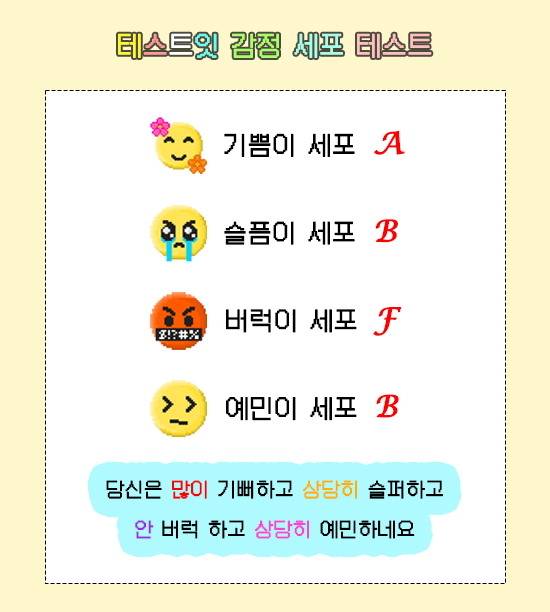 테스트잇 감정 세포 테스트
기쁨이 세포 A
슬픔이 세포 B
버럭이 세포 F
$!?#%
예민이 세포 B
당신은 많이 기뻐하고 상당히 슬퍼하고
안 버럭 하고 상당히 예민하네요